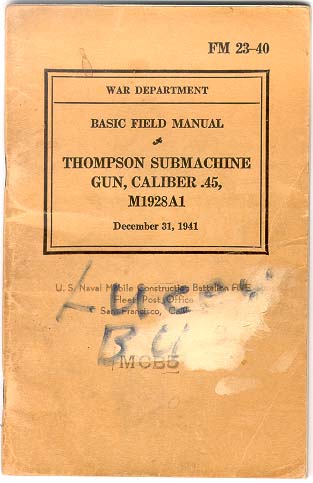 FM 23-40
WAR DEPARTMENT
BASIC FIELD MANUAL
THOMPSON SUBMACHINE
GUN, CALIBER .45,
M1928A1
December 31, 1941
U. S. Naval Mobile Construction Battalion FIVE
Fleet Post Office
San Francisco, Calif.
MCB5